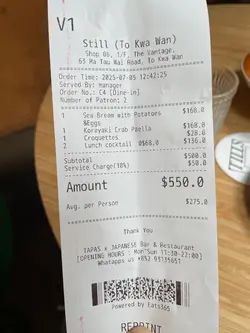 V1
Still (To Kwa Wan)
Shop 06, 1/F, The Vantage,
63 Ma Tau Wai Road, To Kwa Wan
Order Time: 2025-07-05 12:42:25
Served By: manager
Order No.: C4 [Dine-in]
Number of Patron: 2
1 Sea Bream with Potatoes $168.0
&Eggs
1 Koroyaki Crab Paella $168.0
1 Croquettes $28.0
2 Lunch cocktail @$68.0 $136.0
Subtotal $500.0
Service Charge(10%) $50.0
Amount $550.0
Avg. per Person $275.0
Thank You
TAPAS x JAPANESE Bar & Restaurant
[OPENING HOURS | Mon-Sun 11:30-22:00]
Whatapps us +852 93135651
Powered by Eats365
REPRINT
STILL